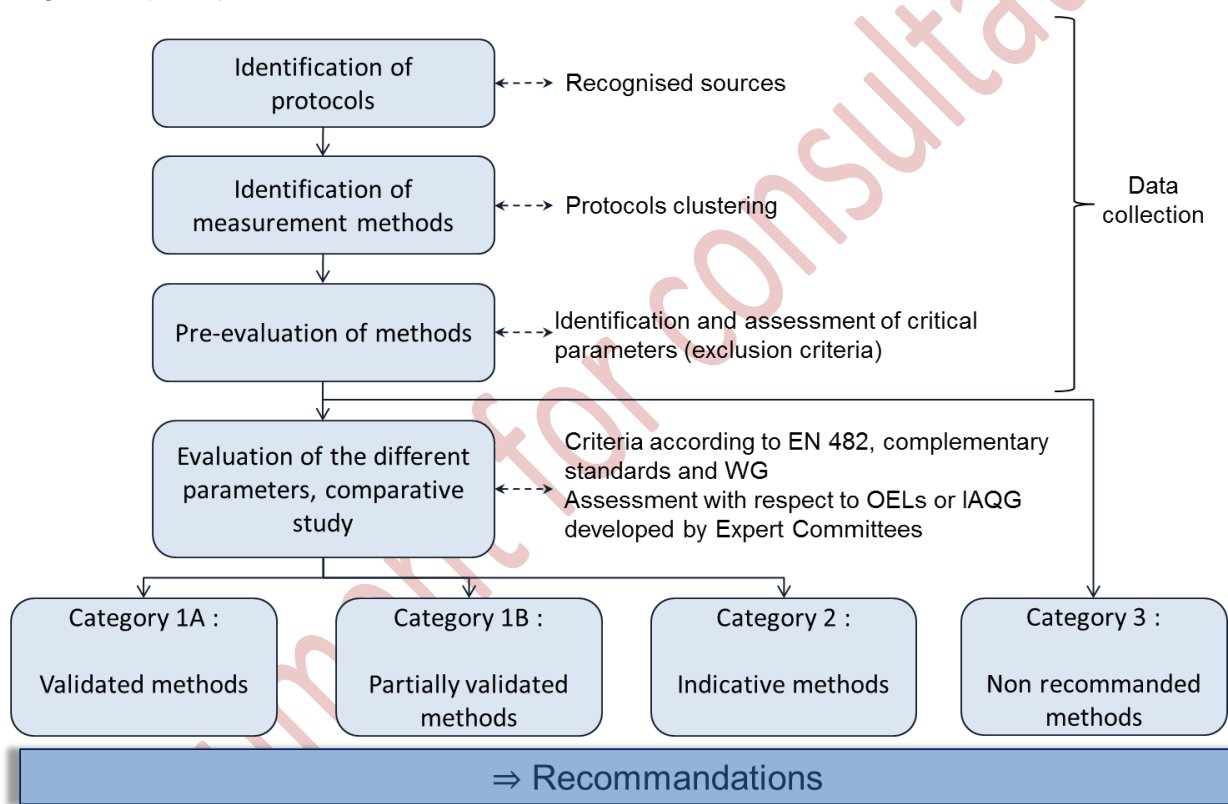 Identification of
protocols
Recognised sources
Identification of
measurement methods
Protocols clustering
Data
collection
Pre-evaluation of methods
Identification and assessment of critical
parameters (exclusion criteria)
Evaluation of the different
parameters, comparative
study
Criteria according to EN 482, complementary
standards and WG
Assessment with respect to OELs or IAQG
developed by Expert Committees
Category 1A :
Validated methods
Category 1B :
Partially validated
methods
Category 2 :
Indicative methods
Category 3 :
Non recommanded
methods
⇒ Recommandations
ument for consultat